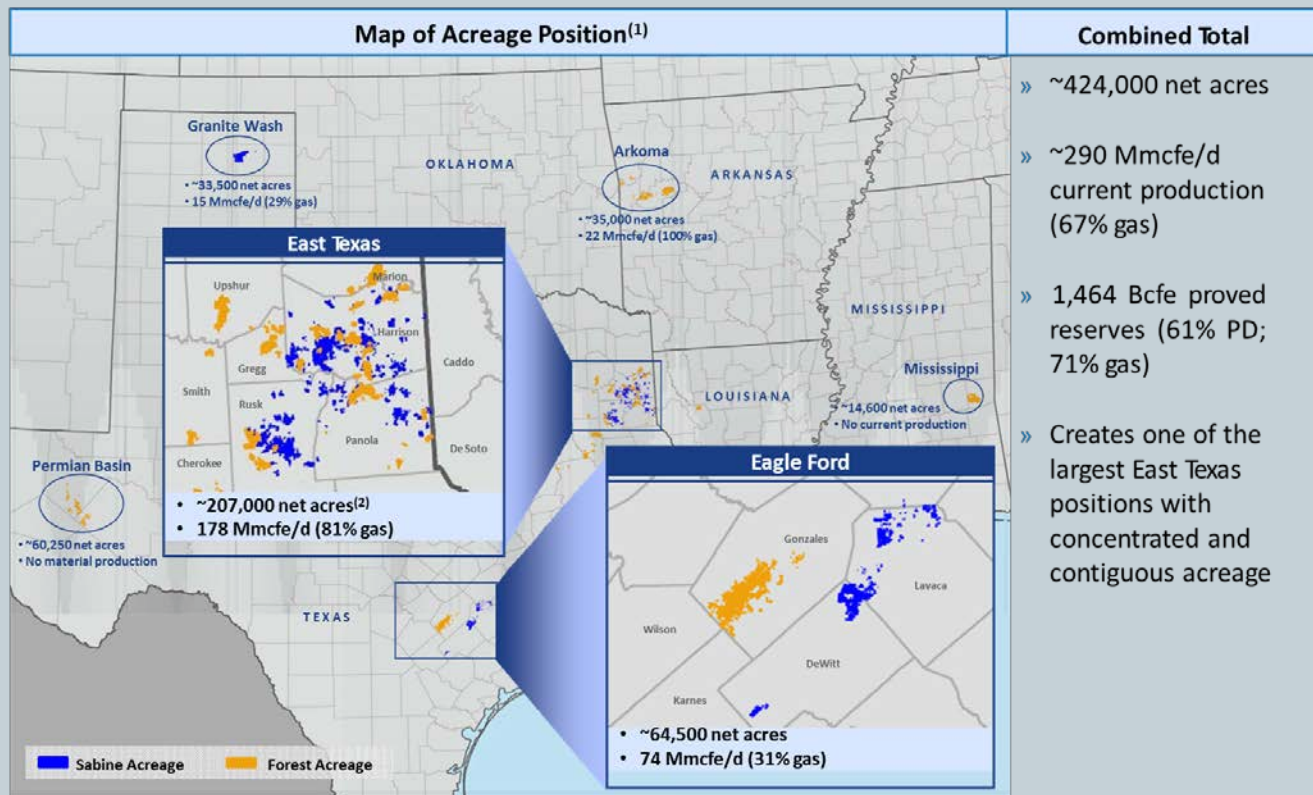 Map of Acreage Position(1)
Combined Total
Granite Wash
• ~33,500 net acres
• 15 Mmcfe/d (29% gas)
OKLAHOMA
Arkoma
• ~35,000 net acres
• 22 Mmcfe/d (100% gas)
ARKANSAS
East Texas
Upshur
Marion
Harrison
Gregg
Caddo
Smith
Rusk
Panola
De Soto
Cherokee
• ~207,000 net acres(2)
• 178 Mmcfe/d (81% gas)
MISSISSIPPI
Mississippi
• ~14,600 net acres
• No current production
LOUISIANA
Permian Basin
• ~60,250 net acres
• No material production
TEXAS
Eagle Ford
Gonzales
Lavaca
Wilson
DeWitt
Karnes
• ~64,500 net acres
• 74 Mmcfe/d (31% gas)
Sabine Acreage
Forest Acreage
» ~424,000 net acres
» ~290 Mmcfe/d
current production
(67% gas)
» 1,464 Bcfe proved
reserves (61% PD;
71% gas)
» Creates one of the
largest East Texas
positions with
concentrated and
contiguous acreage